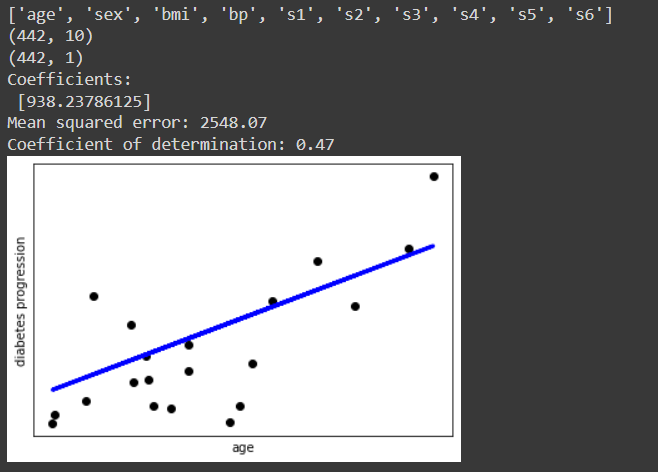 ['age', 'sex', 'bmi', 'bp', 's1', 's2', 's3', 's4', 's5', 's6']
(442, 10)
(442, 1)
Coefficients:
 [938.23786125]
Mean squared error: 2548.07
Coefficient of determination: 0.47
diabetes progression
age